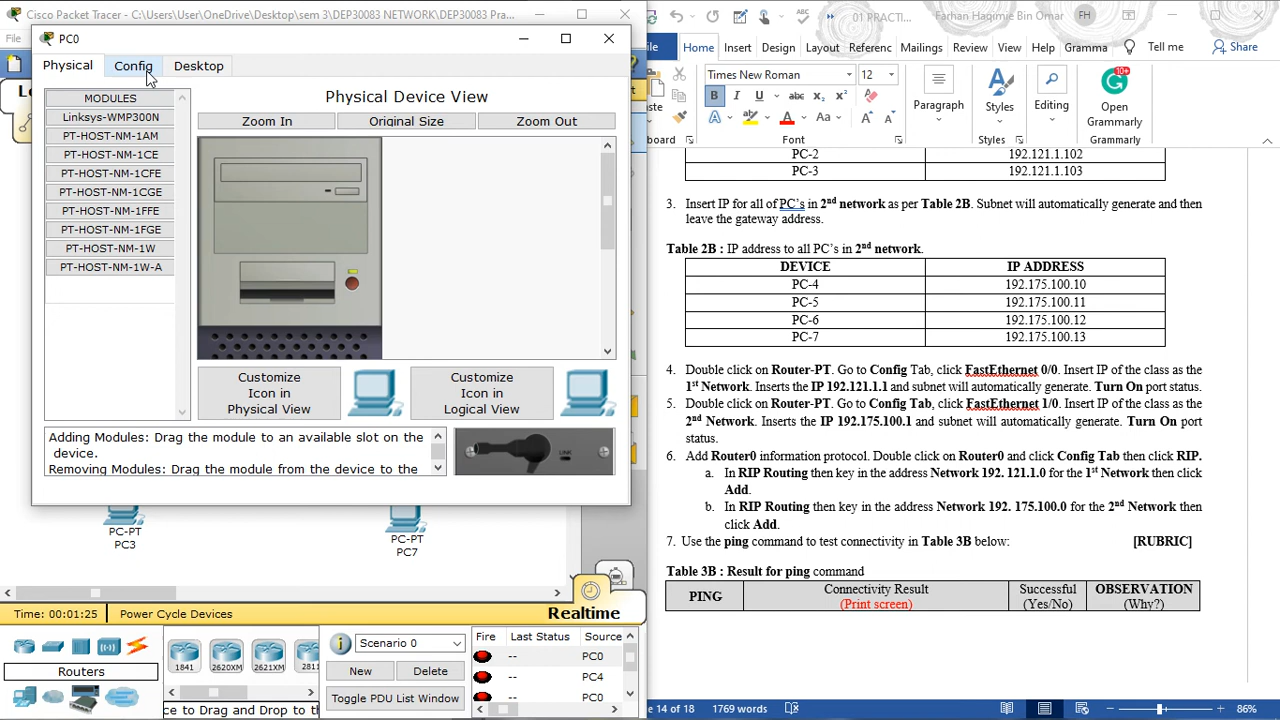 Cisco Packet Tracer - C:\Users\User\OneDrive\Desktop\sem 3\DEP30083 NETWORK\DEP30083 Pra...
File
PC0
Physical
Config
Desktop
Physical Device View
MODULES
Linksys-WMP300N
PT-HOST-NM-1AM
PT-HOST-NM-1CE
PT-HOST-NM-1CFE
PT-HOST-NM-1CGE
PT-HOST-NM-1FFE
PT-HOST-NM-1FGE
PT-HOST-NM-1W
PT-HOST-NM-1W-A
Zoom In
Original Size
Zoom Out
Customize
Icon in
Physical View
Customize
Icon in
Logical View
Adding Modules: Drag the module to an available slot on the
device.
Removing Modules: Drag the module from the device to the
LINK
PC-PT
PC3
PC-PT
PC7
Time: 00:01:25
Power Cycle Devices
Realtime
Routers
1841
2620XM
2621XM
2811
ce to Drag and Drop to th
Scenario 0
New
Delete
Toggle PDU List Window
Fire Last Status Source
-- PC0
-- PC4
-- PC0
01 PRACTI...
Farhan Haqimie Bin Omar
FH
File
Home
Insert
Design
Layout
Referenc
Mailings
Review
View
Help
Gramma
Tell me
Share
Times New Roman
12
Paste
Font
Paragraph
Styles
Styles
Editing
Open
Grammarly
Grammarly
PC-2 192.121.1.102
PC-3 192.121.1.103
3. Insert IP for all of PC's in 2nd network as per Table 2B. Subnet will automatically generate and then
leave the gateway address.
Table 2B : IP address to all PC's in 2nd network.
DEVICE IP ADDRESS
PC-4 192.175.100.10
PC-5 192.175.100.11
PC-6 192.175.100.12
PC-7 192.175.100.13
4. Double click on Router-PT. Go to Config Tab, click FastEthernet 0/0. Insert IP of the class as the
1st Network. Inserts the IP 192.121.1.1 and subnet will automatically generate. Turn On port status.
5. Double click on Router-PT. Go to Config Tab, click FastEthernet 1/0. Insert IP of the class as the
2nd Network. Inserts the IP 192.175.100.1 and subnet will automatically generate. Turn On port
status.
6. Add Router0 information protocol. Double click on Router0 and click Config Tab then click RIP.
a. In RIP Routing then key in the address Network 192. 121.1.0 for the 1st Network then click
Add.
b. In RIP Routing then key in the address Network 192. 175.100.0 for the 2nd Network then
click Add.
7. Use the ping command to test connectivity in Table 3B below: [RUBRIC]
Table 3B : Result for ping command
PING
Connectivity Result
(Print screen)
Successful
(Yes/No)
OBSERVATION
(Why?)
14 of 18
1769 words
86%